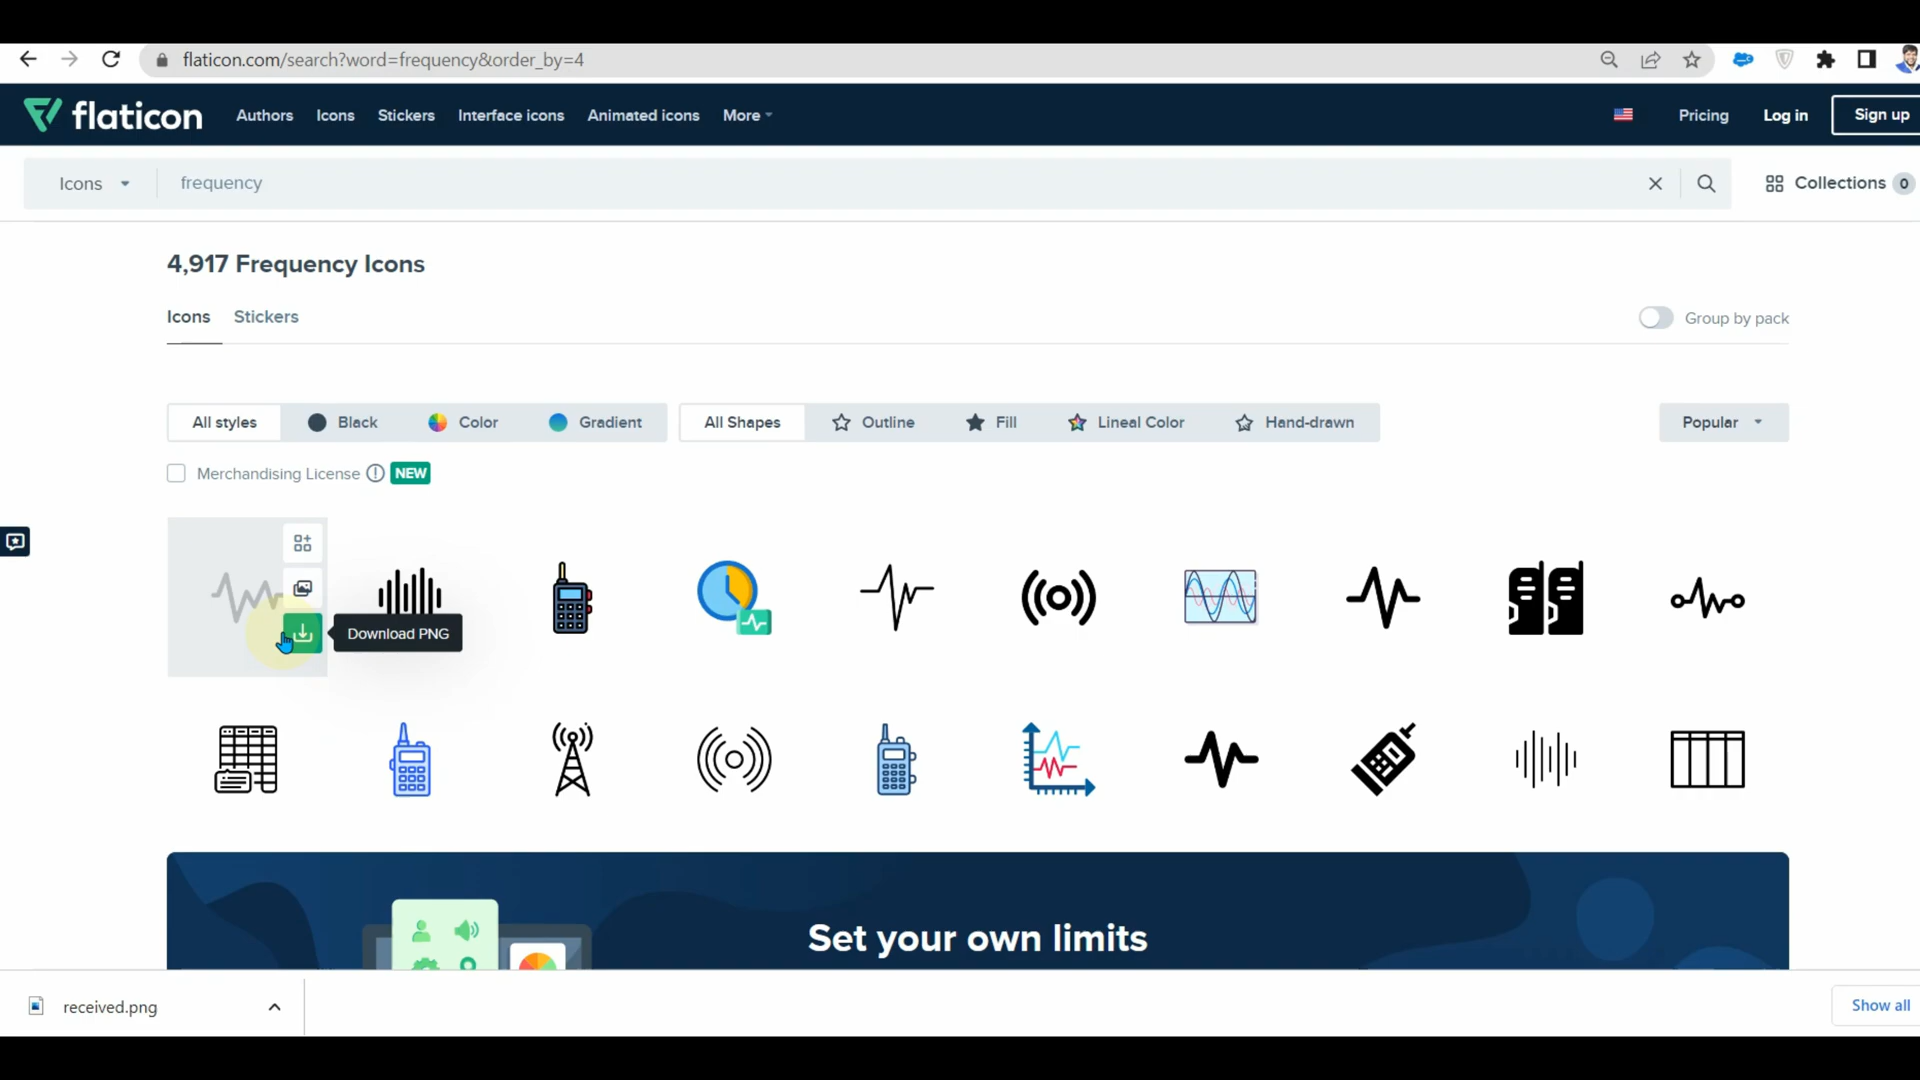 flaticon.com/search?word=frequency&order_by=4
flaticon Authors Icons Stickers Interface icons Animated icons More Pricing Log in Sign up
Icons frequency Collections 0
4,917 Frequency Icons
Icons Stickers Group by pack
All styles Black Color Gradient All Shapes Outline Fill Lineal Color Hand-drawn Popular
Merchandising License NEW
Download PNG
Set your own limits
received.png Show all